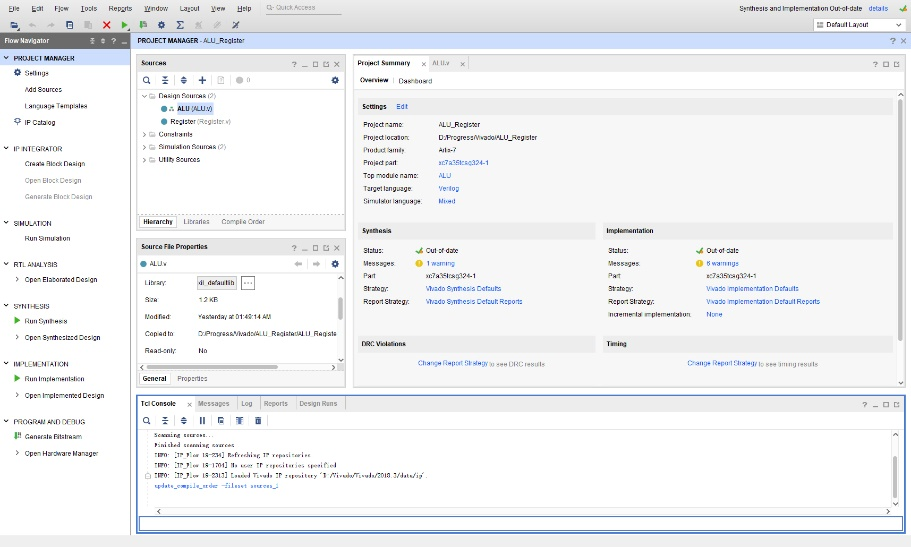 File Edit Flow Tools Reports Window Layout View Help Quick Access
Synthesis and Implementation Out-of-date details
Default Layout
Flow Navigator
PROJECT MANAGER
Settings
Add Sources
Language Templates
IP Catalog
IP INTEGRATOR
Create Block Design
Open Block Design
Generate Block Design
SIMULATION
Run Simulation
RTL ANALYSIS
Open Elaborated Design
SYNTHESIS
Run Synthesis
Open Synthesized Design
IMPLEMENTATION
Run Implementation
Open Implemented Design
PROGRAM AND DEBUG
Generate Bitstream
Open Hardware Manager
PROJECT MANAGER - ALU_Register
Sources
0
Design Sources (2)
ALU (ALU.v)
Register (Register.v)
Constraints
Simulation Sources (2)
Utility Sources
Hierarchy Libraries Compile Order
Source File Properties
ALU.v
Library: xil_defaultlib
Size: 1.2 KB
Modified: Yesterday at 01:49:14 AM
Copied to: D:/Progress/Vivado/ALU_Register/ALU_Registe
Read-only: No
General Properties
Project Summary ALU.v
Overview Dashboard
Settings Edit
Project name: ALU_Register
Project location: D:/Progress/Vivado/ALU_Register
Product family: Artix-7
Project part: xc7a35tcsg324-1
Top module name: ALU
Target language: Verilog
Simulator language: Mixed
Synthesis
Status: Out-of-date
Messages: 1 warning
Part: xc7a35tcsg324-1
Strategy: Vivado Synthesis Defaults
Report Strategy: Vivado Synthesis Default Reports
Implementation
Status: Out-of-date
Messages: 6 warnings
Part: xc7a35tcsg324-1
Strategy: Vivado Implementation Defaults
Report Strategy: Vivado Implementation Default Reports
Incremental implementation: None
DRC Violations
Change Report Strategy to see DRC results
Timing
Change Report Strategy to see timing results
Tcl Console Messages Log Reports Design Runs
Scanning sources...
Finished scanning sources
INFO: [IP_Flow 19-234] Refreshing IP repositories
INFO: [IP_Flow 19-1704] No user IP repositories specified
INFO: [IP_Flow 19-2313] Loaded Vivado IP repository 'D:/Vivado/Vivado/2018.3/data/ip'.
update_compile_order -fileset sources_1